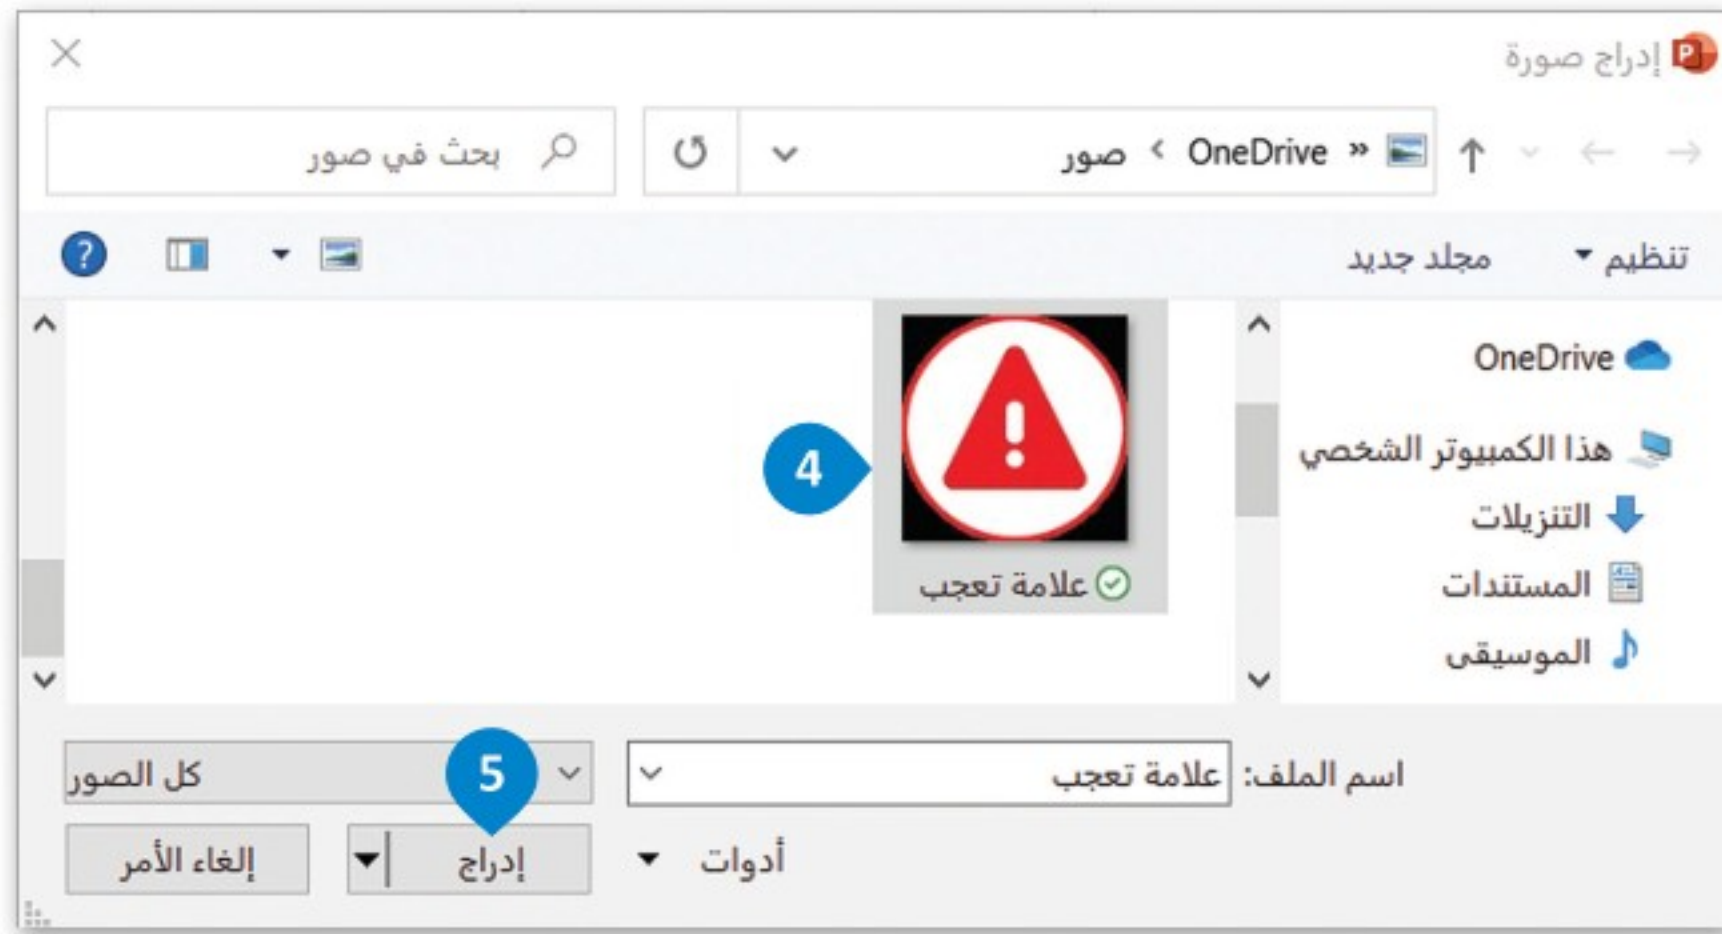 إدراج صورة
OneDrive › صور
بحث في صور
تنظيم
مجلد جديد
OneDrive
هذا الكمبيوتر الشخصي
التنزيلات
المستندات
الموسيقى
4
علامة تعجب
اسم الملف: علامة تعجب
كل الصور
5
أدوات
إدراج
إلغاء الأمر